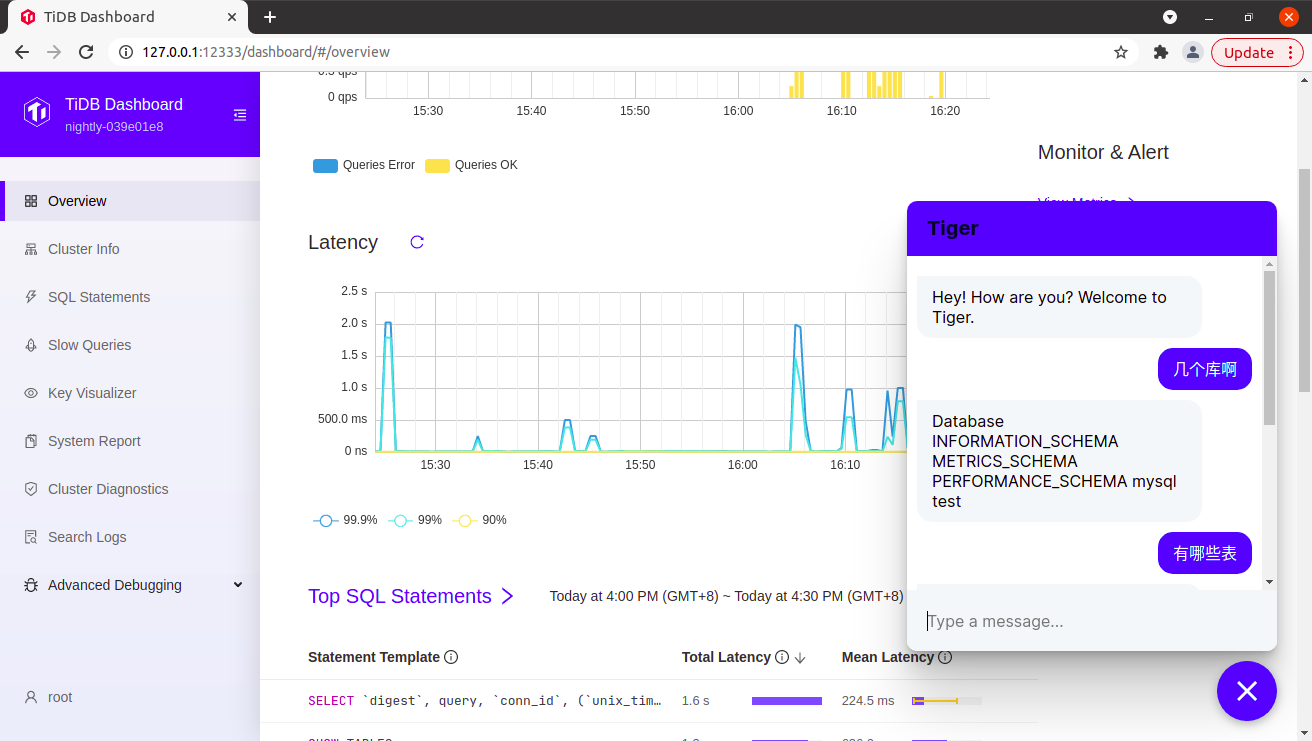 TiDB Dashboard
127.0.0.1:12333/dashboard/#/overview
Update
TiDB Dashboard
nightly-039e01e8
Overview
Cluster Info
SQL Statements
Slow Queries
Key Visualizer
System Report
Cluster Diagnostics
Search Logs
Advanced Debugging
root
0.5 qps
0 qps
15:30 15:40 15:50 16:00 16:10 16:20
Queries Error Queries OK
Monitor & Alert
View Metrics
Latency
2.5 s
2.0 s
1.5 s
1.0 s
500.0 ms
0 ns
15:30 15:40 15:50 16:00 16:10
99.9% 99% 90%
Top SQL Statements
Today at 4:00 PM (GMT+8) ~ Today at 4:30 PM (GMT+8)
Statement Template Total Latency Mean Latency
SELECT `digest`, query, `conn_id`, (`unix_tim… 1.6 s 224.5 ms
SHOW TABLES
Tiger
Hey! How are you? Welcome to
Tiger.
几个库啊
Database
INFORMATION_SCHEMA
METRICS_SCHEMA
PERFORMANCE_SCHEMA mysql
test
有哪些表
Type a message...